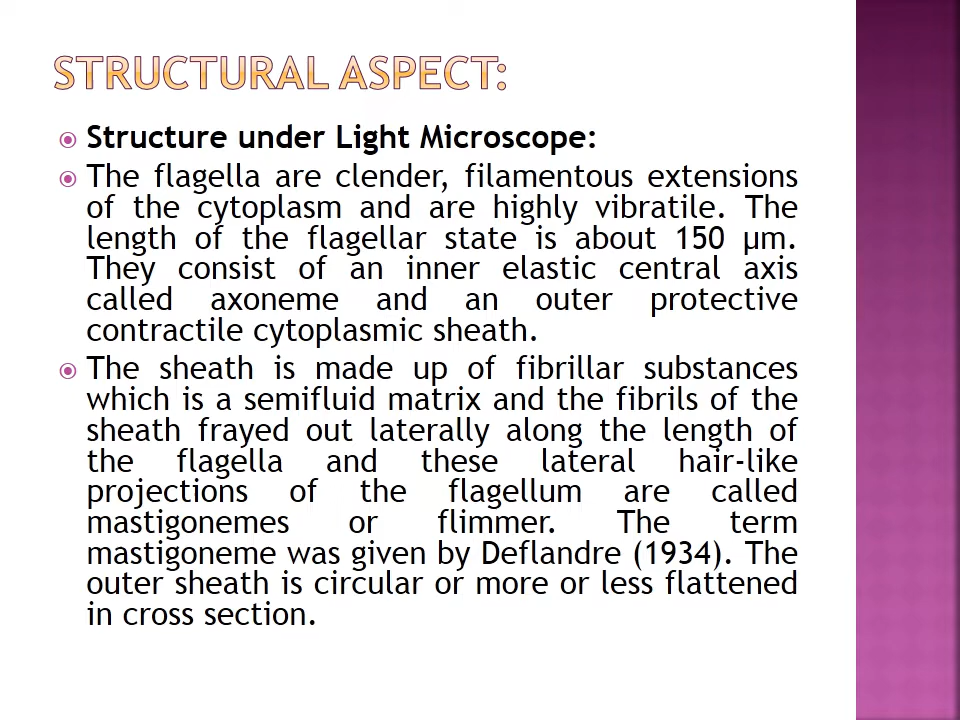 STRUCTURAL ASPECT:
Structure under Light Microscope:
The flagella are clender, filamentous extensions
of the cytoplasm and are highly vibratile. The
length of the flagellar state is about 150 µm.
They consist of an inner elastic central axis
called axoneme and an outer protective
contractile cytoplasmic sheath.
The sheath is made up of fibrillar substances
which is a semifluid matrix and the fibrils of the
sheath frayed out laterally along the length of
the flagella and these lateral hair-like
projections of the flagellum are called
mastigonemes or flimmer. The term
mastigoneme was given by Deflandre (1934). The
outer sheath is circular or more or less flattened
in cross section.